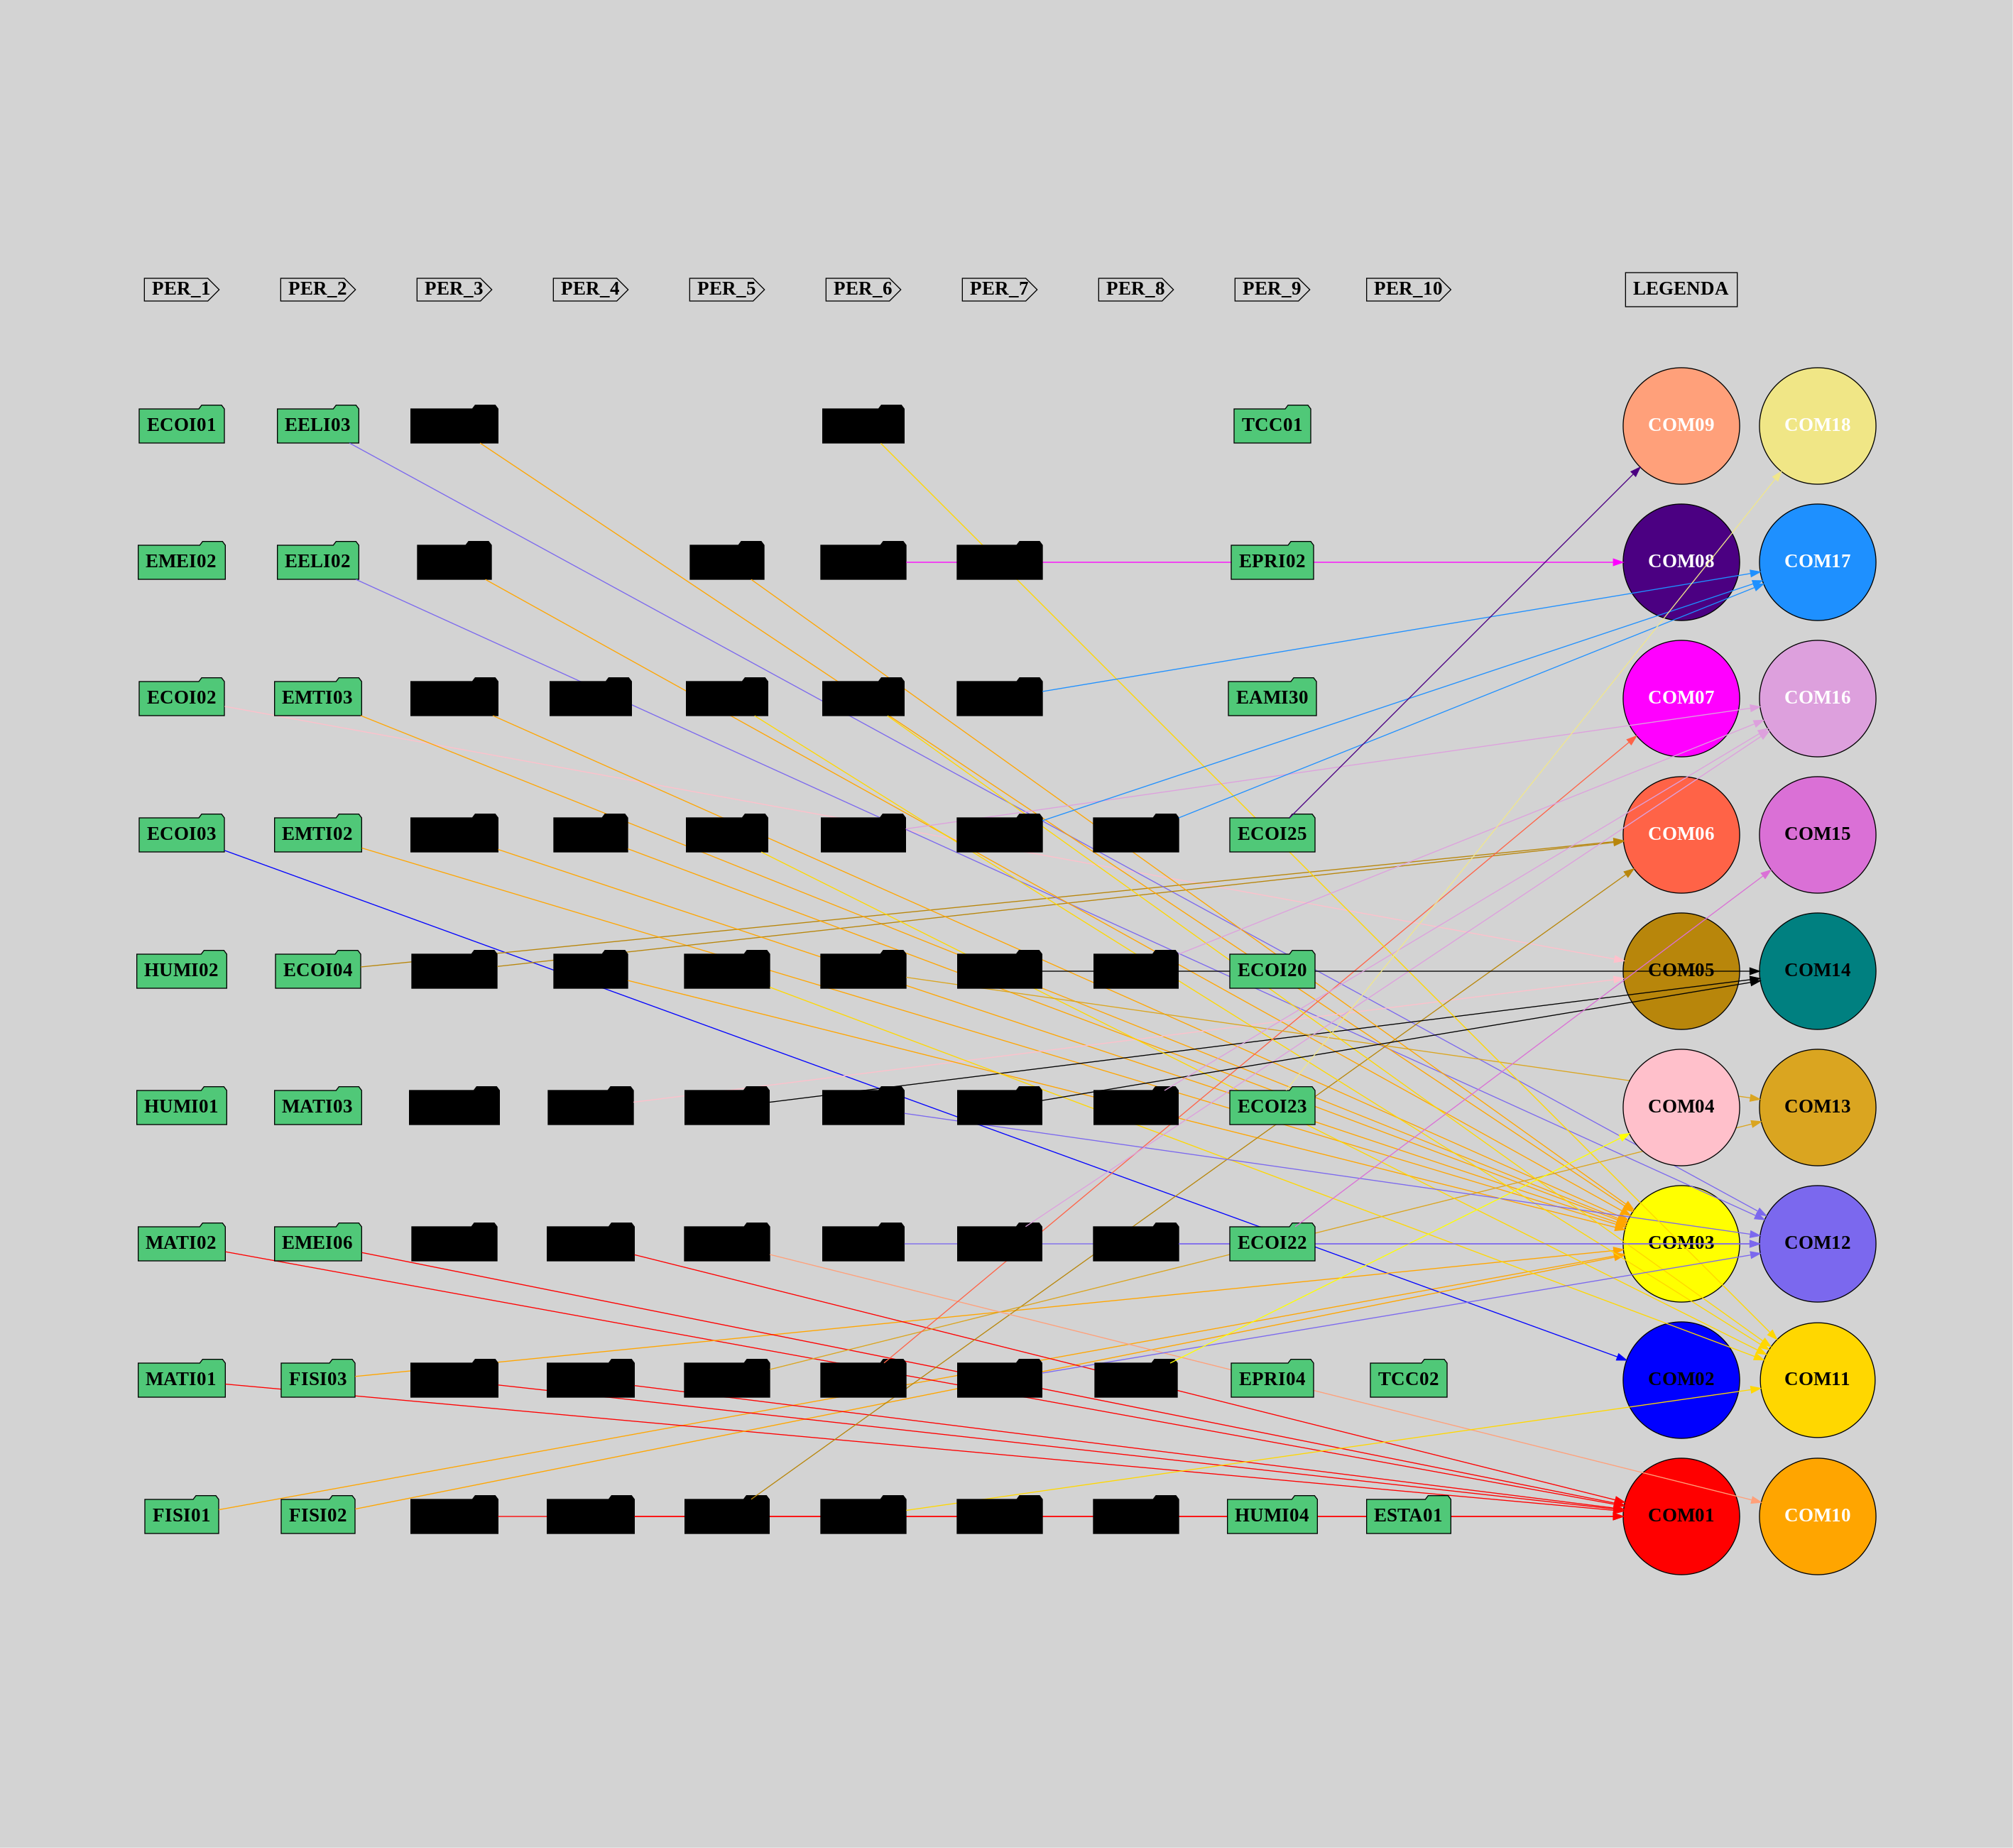 PER_1 PER_2 PER_3 PER_4 PER_5 PER_6 PER_7 PER_8 PER_9 PER_10 LEGENDA
ECOI01 EELI03 TCC01 COM09 COM18
EMEI02 EELI02 EPRI02 COM08 COM17
ECOI02 EMTI03 EAMI30 COM07 COM16
ECOI03 EMTI02 ECOI25 COM06 COM15
HUMI02 ECOI04 ECOI20 COM05 COM14
HUMI01 MATI03 ECOI23 COM04 COM13
MATI02 EMEI06 ECOI22 COM03 COM12
MATI01 FISI03 EPRI04 TCC02 COM02 COM11
FISI01 FISI02 HUMI04 ESTA01 COM01 COM10